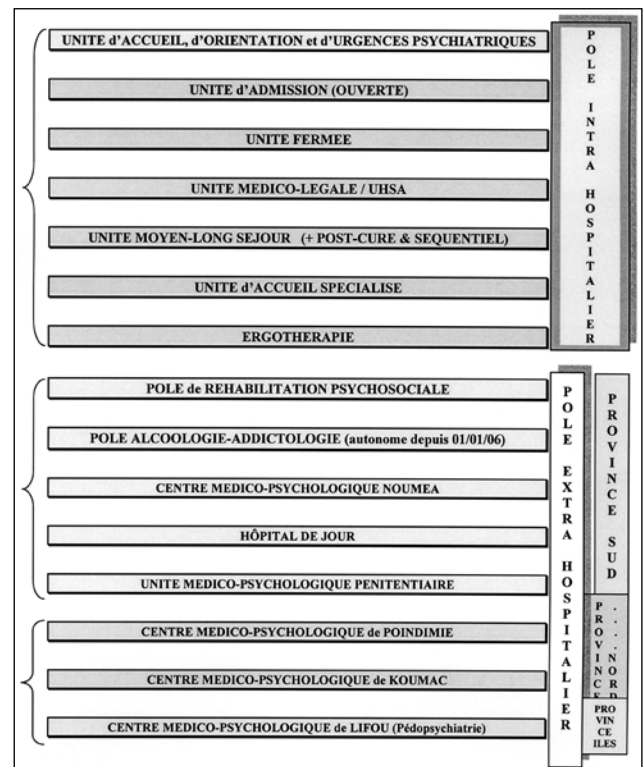 UNITE d'ACCUEIL, d'ORIENTATION et d'URGENCES PSYCHIATRIQUES
UNITE d'ADMISSION (OUVERTE)
UNITE FERMEE
UNITE MEDICO-LEGALE / UHSA
UNITE MOYEN-LONG SEJOUR (+ POST-CURE & SEQUENTIEL)
UNITE d'ACCUEIL SPECIALISE
ERGOTHERAPIE
POLE INTRA HOSPITALIER
POLE de REHABILITATION PSYCHOSOCIALE
POLE ALCOOLOGIE-ADDICTOLOGIE (autonome depuis 01/01/06)
CENTRE MEDICO-PSYCHOLOGIQUE NOUMEA
HÔPITAL DE JOUR
UNITE MEDICO-PSYCHOLOGIQUE PENITENTIAIRE
CENTRE MEDICO-PSYCHOLOGIQUE de POINDIMIE
CENTRE MEDICO-PSYCHOLOGIQUE de KOUMAC
CENTRE MEDICO-PSYCHOLOGIQUE de LIFOU (Pédopsychiatrie)
POLE EXTRA HOSPITALIER
PROVINCE SUD
PROVINCE
. . . . NORD
PRO
VIN
CE
ILES